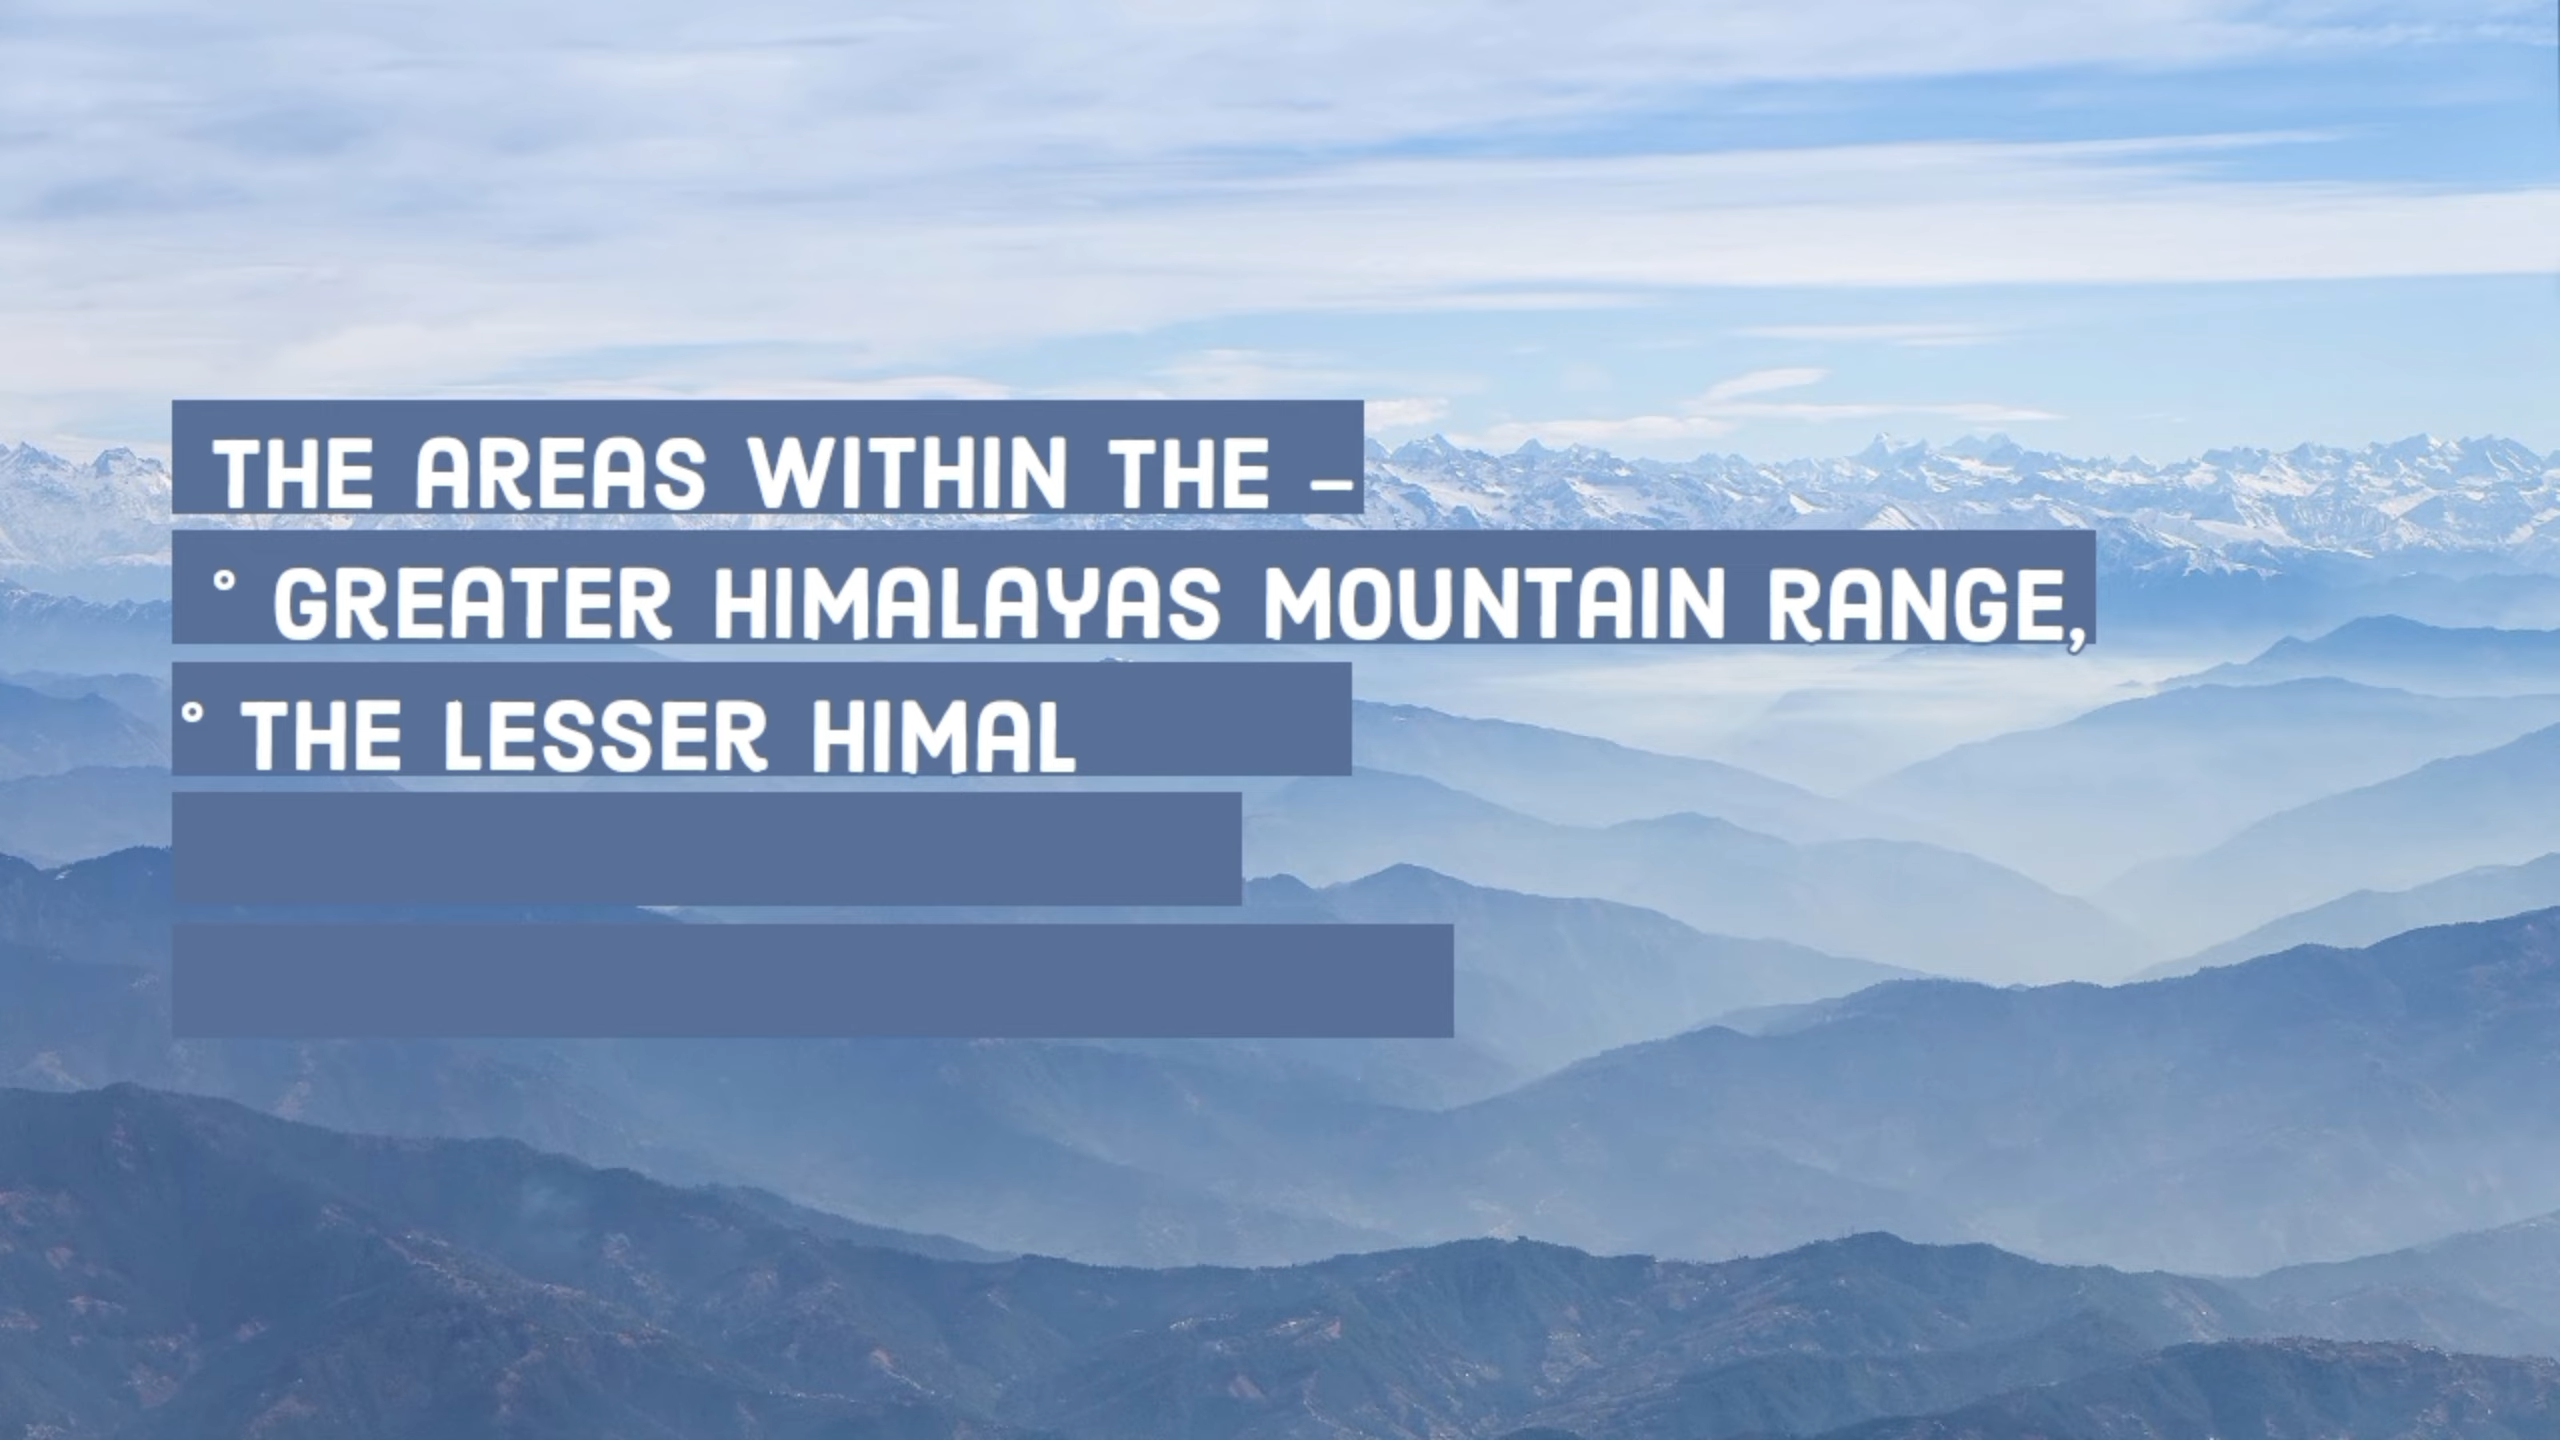 THE AREAS WITHIN THE –
° GREATER HIMALAYAS MOUNTAIN RANGE,
° THE LESSER HIMAL